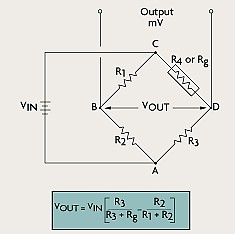 Output
mV
C
R1
R4 or Rg
VIN
B
VOUT
D
R2
R3
A
VOUT = VIN [ R3 / R3 + Rg - R2 / R1 + R2 ]